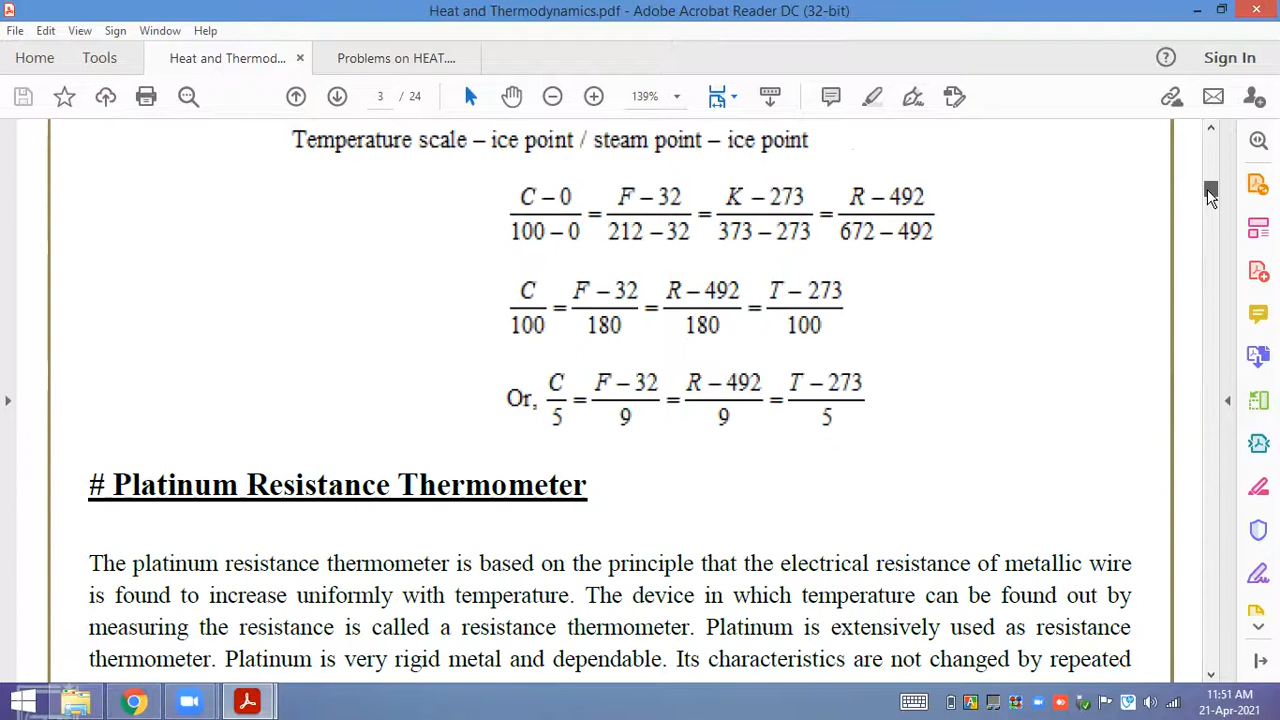 Heat and Thermodynamics.pdf - Adobe Acrobat Reader DC (32-bit)
File Edit View Sign Window Help
Home Tools Heat and Thermod... × Problems on HEAT.... Sign In
3 / 24 139%
Temperature scale – ice point / steam point – ice point
C – 0 / 100 – 0 = F – 32 / 212 – 32 = K – 273 / 373 – 273 = R – 492 / 672 – 492
C / 100 = F – 32 / 180 = R – 492 / 180 = T – 273 / 100
Or, C / 5 = F – 32 / 9 = R – 492 / 9 = T – 273 / 5
# Platinum Resistance Thermometer
The platinum resistance thermometer is based on the principle that the electrical resistance of metallic wire
is found to increase uniformly with temperature. The device in which temperature can be found out by
measuring the resistance is called a resistance thermometer. Platinum is extensively used as resistance
thermometer. Platinum is very rigid metal and dependable. Its characteristics are not changed by repeated
11:51 AM
21-Apr-2021